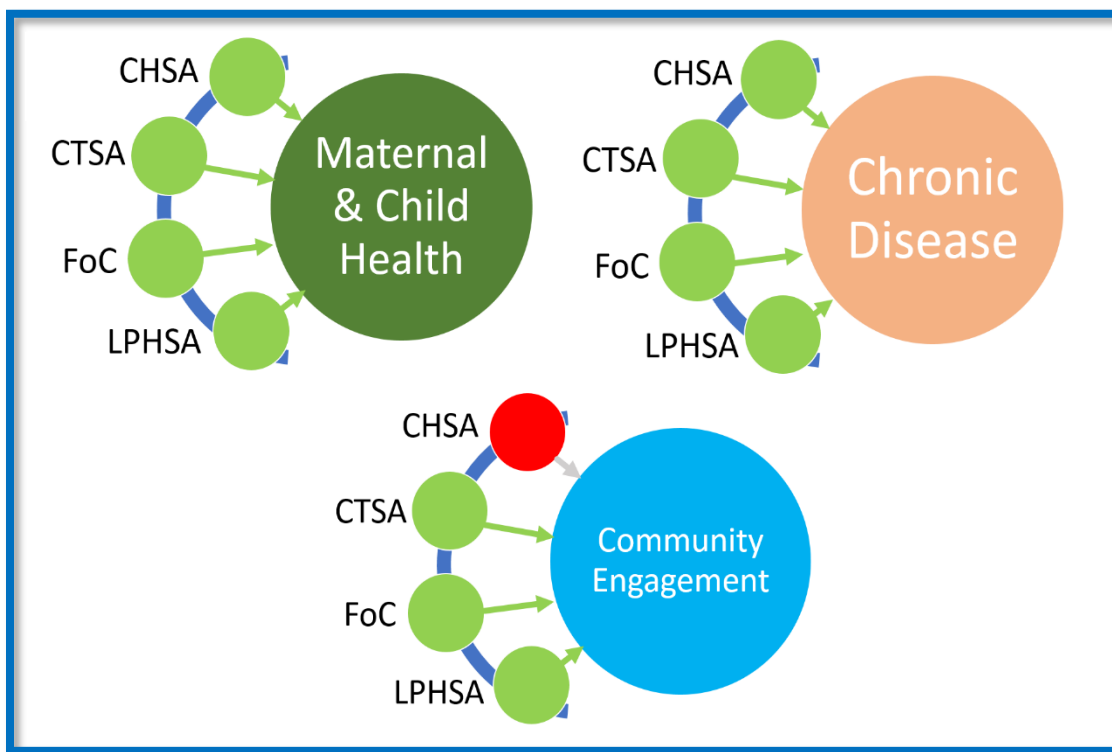 CHSA
CTSA
FoC
LPHSA
Maternal
& Child
Health
CHSA
CTSA
FoC
LPHSA
Chronic
Disease
CHSA
CTSA
FoC
LPHSA
Community
Engagement